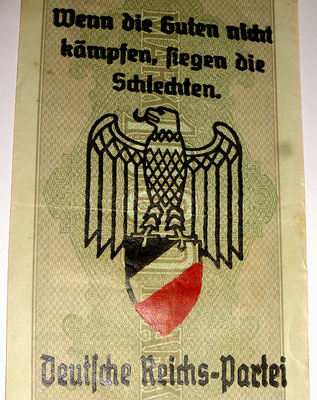 Wenn die Guten nicht
kämpfen, siegen die
Schlechten.
Deutsche Reichs-Partei